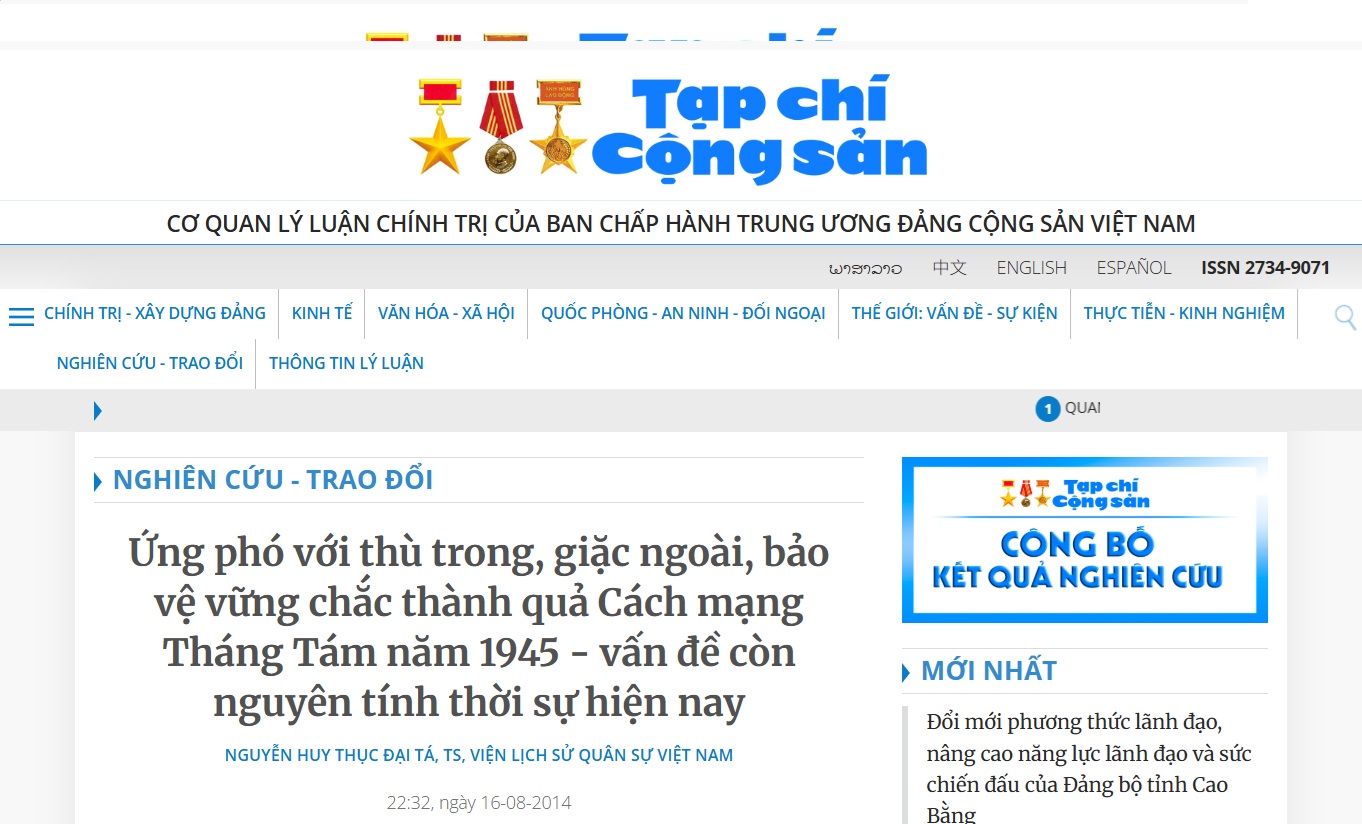 Tạp chí
Cộng sản
CƠ QUAN LÝ LUẬN CHÍNH TRỊ CỦA BAN CHẤP HÀNH TRUNG ƯƠNG ĐẢNG CỘNG SẢN VIỆT NAM
ພາສາລາວ 中文 ENGLISH ESPAÑOL ISSN 2734-9071
CHÍNH TRỊ - XÂY DỰNG ĐẢNG KINH TẾ VĂN HÓA - XÃ HỘI QUỐC PHÒNG - AN NINH - ĐỐI NGOẠI THẾ GIỚI: VẤN ĐỀ - SỰ KIỆN THỰC TIỄN - KINH NGHIỆM
NGHIÊN CỨU - TRAO ĐỔI THÔNG TIN LÝ LUẬN
1 QUAN
NGHIÊN CỨU - TRAO ĐỔI
Ứng phó với thù trong, giặc ngoài, bảo
vệ vững chắc thành quả Cách mạng
Tháng Tám năm 1945 - vấn đề còn
nguyên tính thời sự hiện nay
NGUYỄN HUY THỤC ĐẠI TÁ, TS, VIỆN LỊCH SỬ QUÂN SỰ VIỆT NAM
22:32, ngày 16-08-2014
Tạp chí
Cộng sản
CÔNG BỐ
KẾT QUẢ NGHIÊN CỨU
MỚI NHẤT
Đổi mới phương thức lãnh đạo,
nâng cao năng lực lãnh đạo và sức
chiến đấu của Đảng bộ tỉnh Cao
Bằng